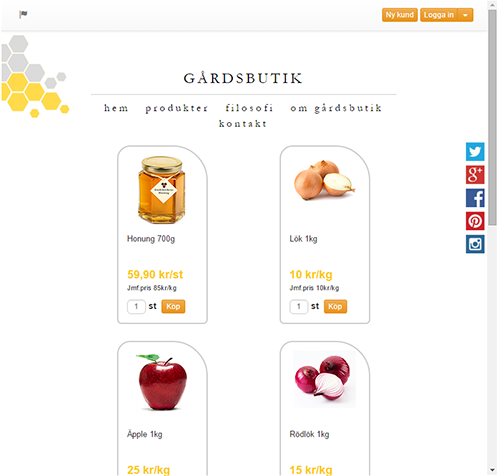 Ny kund Logga in
GÅRDSBUTIK
hem produkter filosofi om gårdsbutik
kontakt
Honung 700g
59,90 kr/st
Jmf.pris 85kr/kg
1 st Köp
Lök 1kg
10 kr/kg
Jmf.pris 10kr/kg
1 st Köp
Äpple 1kg
25 kr/kg
Rödlök 1kg
15 kr/kg